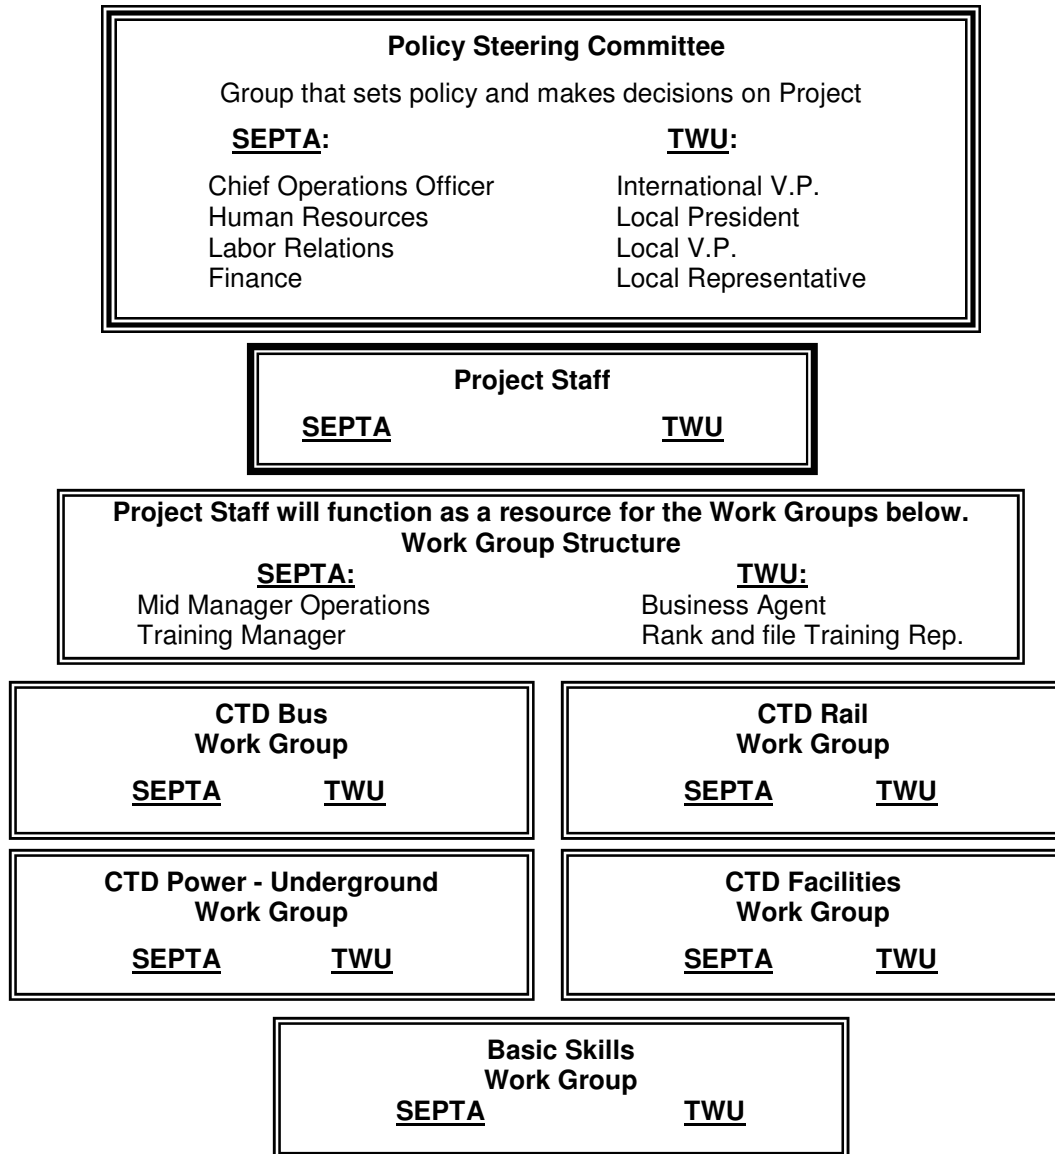 Policy Steering Committee
Group that sets policy and makes decisions on Project
SEPTA: TWU:
Chief Operations Officer International V.P.
Human Resources Local President
Labor Relations Local V.P.
Finance Local Representative
Project Staff
SEPTA TWU
Project Staff will function as a resource for the Work Groups below.
Work Group Structure
SEPTA: TWU:
Mid Manager Operations Business Agent
Training Manager Rank and file Training Rep.
CTD Bus
Work Group
SEPTA TWU
CTD Rail
Work Group
SEPTA TWU
CTD Power - Underground
Work Group
SEPTA TWU
CTD Facilities
Work Group
SEPTA TWU
Basic Skills
Work Group
SEPTA TWU